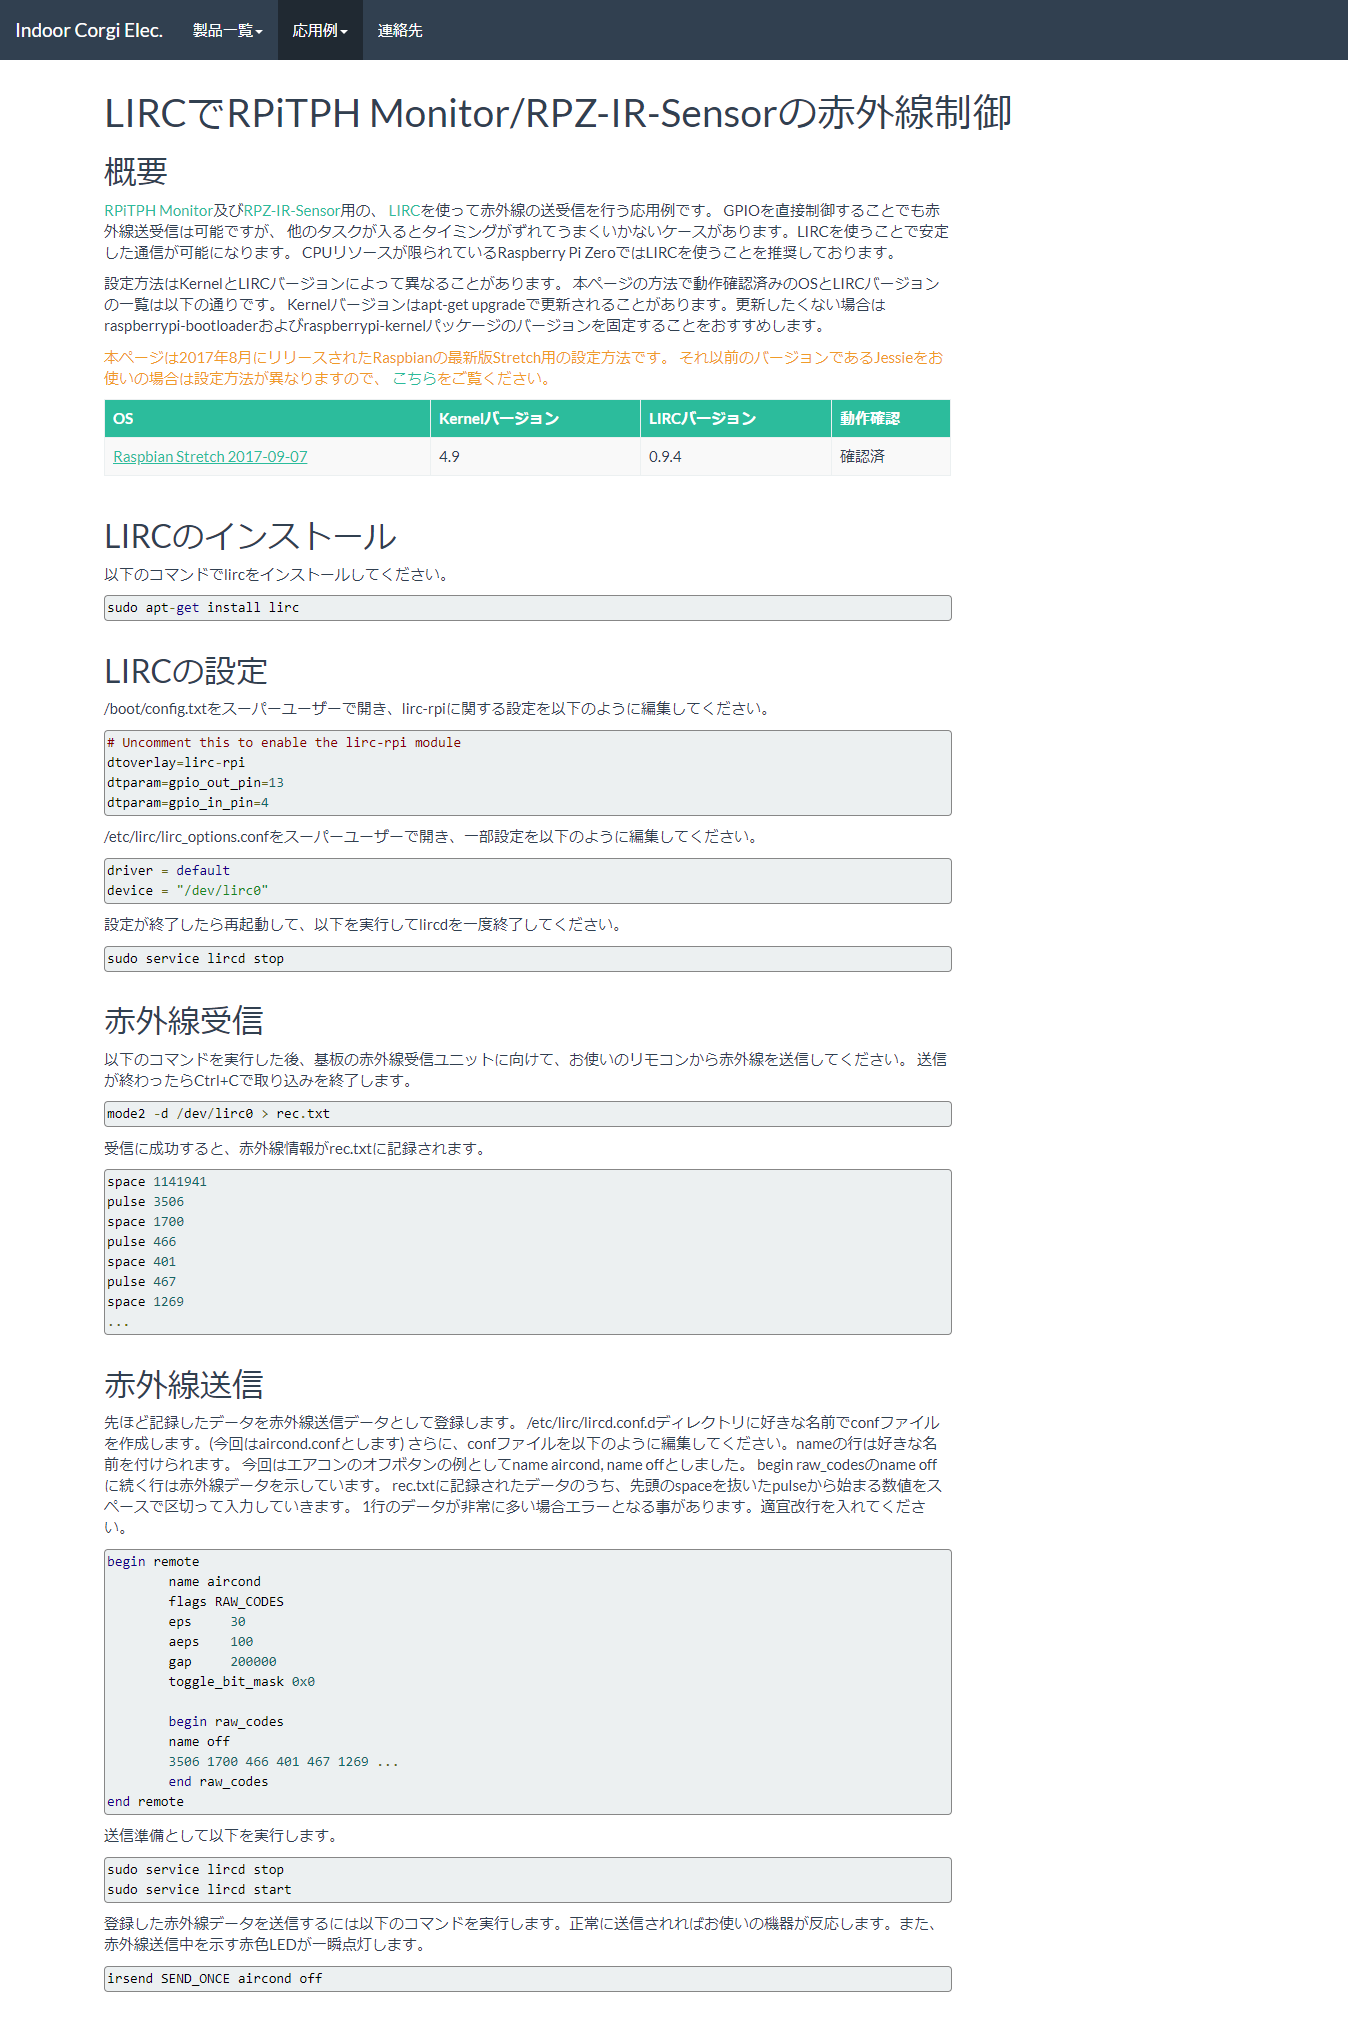 Indoor Corgi Elec. 製品一覧 応用例 連絡先
LIRCでRPiTPH Monitor/RPZ-IR-Sensorの赤外線制御
概要
RPiTPH Monitor及びRPZ-IR-Sensor用の、 LIRCを使って赤外線の送受信を行う応用例です。 GPIOを直接制御することでも赤
外線送受信は可能ですが、 他のタスクが入るとタイミングがずれてうまくいかないケースがあります。LIRCを使うことで安定
した通信が可能になります。 CPUリソースが限られているRaspberry Pi ZeroではLIRCを使うことを推奨しております。
設定方法はKernelとLIRCバージョンによって異なることがあります。 本ページの方法で動作確認済みのOSとLIRCバージョン
の一覧は以下の通りです。 Kernelバージョンはapt-get upgradeで更新されることがあります。更新したくない場合は
raspberrypi-bootloaderおよびraspberrypi-kernelパッケージのバージョンを固定することをおすすめします。
本ページは2017年8月にリリースされたRaspbianの最新版Stretch用の設定方法です。 それ以前のバージョンであるJessieをお
使いの場合は設定方法が異なりますので、 こちらをご覧ください。
OS Kernelバージョン LIRCバージョン 動作確認
Raspbian Stretch 2017-09-07 4.9 0.9.4 確認済
LIRCのインストール
以下のコマンドでlircをインストールしてください。
sudo apt-get install lirc
LIRCの設定
/boot/config.txtをスーパーユーザーで開き、lirc-rpiに関する設定を以下のように編集してください。
# Uncomment this to enable the lirc-rpi module
dtoverlay=lirc-rpi
dtparam=gpio_out_pin=13
dtparam=gpio_in_pin=4
/etc/lirc/lirc_options.confをスーパーユーザーで開き、一部設定を以下のように編集してください。
driver = default
device = "/dev/lirc0"
設定が終了したら再起動して、以下を実行してlircdを一度終了してください。
sudo service lircd stop
赤外線受信
以下のコマンドを実行した後、基板の赤外線受信ユニットに向けて、お使いのリモコンから赤外線を送信してください。 送信
が終わったらCtrl+Cで取り込みを終了します。
mode2 -d /dev/lirc0 > rec.txt
受信に成功すると、赤外線情報がrec.txtに記録されます。
space 1141941
pulse 3506
space 1700
pulse 466
space 401
pulse 467
space 1269
...
赤外線送信
先ほど記録したデータを赤外線送信データとして登録します。 /etc/lirc/lircd.conf.dディレクトリに好きな名前でconfファイル
を作成します。(今回はaircond.confとします) さらに、confファイルを以下のように編集してください。nameの行は好きな名
前を付けられます。 今回はエアコンのオフボタンの例としてname aircond, name offとしました。 begin raw_codesのname off
に続く行は赤外線データを示しています。 rec.txtに記録されたデータのうち、先頭のspaceを抜いたpulseから始まる数値をス
ペースで区切って入力していきます。 1行のデータが非常に多い場合エラーとなる事があります。適宜改行を入れてくださ
い。
begin remote
name aircond
flags RAW_CODES
eps 30
aeps 100
gap 200000
toggle_bit_mask 0x0
begin raw_codes
name off
3506 1700 466 401 467 1269 ...
end raw_codes
end remote
送信準備として以下を実行します。
sudo service lircd stop
sudo service lircd start
登録した赤外線データを送信するには以下のコマンドを実行します。正常に送信されればお使いの機器が反応します。また、
赤外線送信中を示す赤色LEDが一瞬点灯します。
irsend SEND_ONCE aircond off